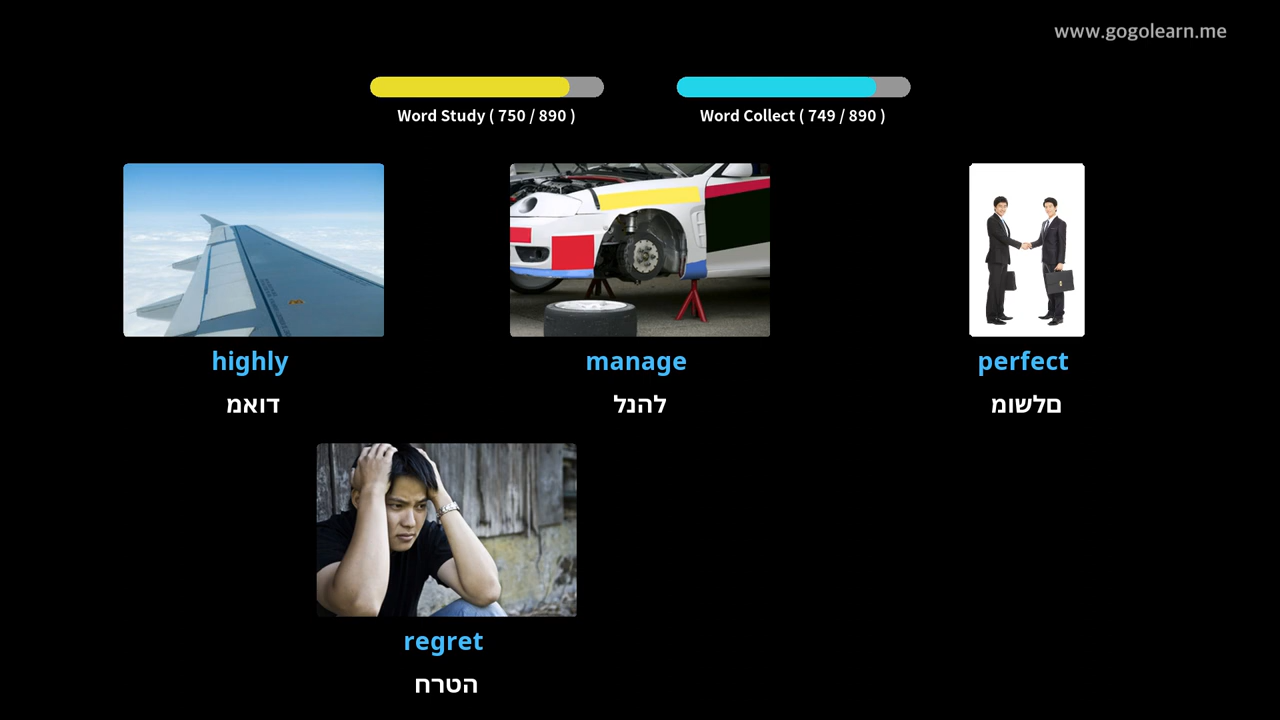 www.gogolearn.me
Word Study ( 750 / 890 )
Word Collect ( 749 / 890 )
highly
manage
perfect
דואמ
להנל
םלשומ
regret
הטרח